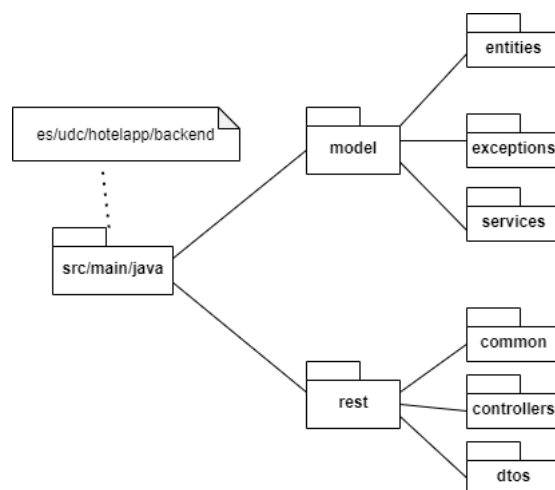 entities
es/udc/hotelapp/backend
model
exceptions
services
src/main/java
common
rest
controllers
dtos